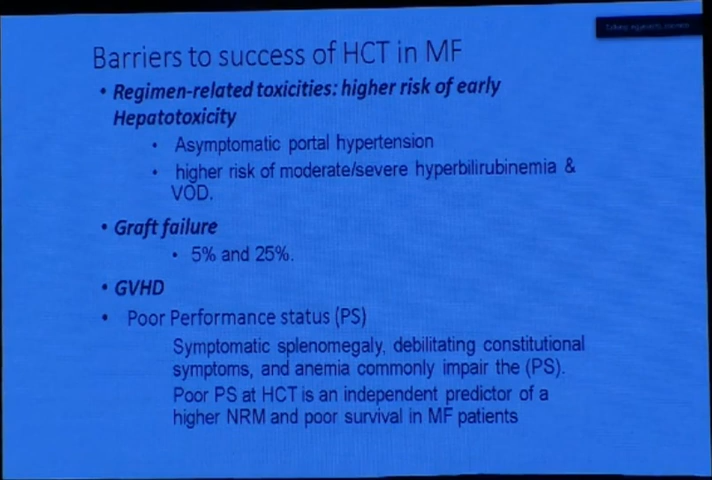 Barriers to success of HCT in MF
• Regimen-related toxicities: higher risk of early
Hepatotoxicity
• Asymptomatic portal hypertension
• higher risk of moderate/severe hyperbilirubinemia &
VOD.
• Graft failure
• 5% and 25%.
• GVHD
• Poor Performance status (PS)
Symptomatic splenomegaly, debilitating constitutional
symptoms, and anemia commonly impair the (PS).
Poor PS at HCT is an independent predictor of a
higher NRM and poor survival in MF patients